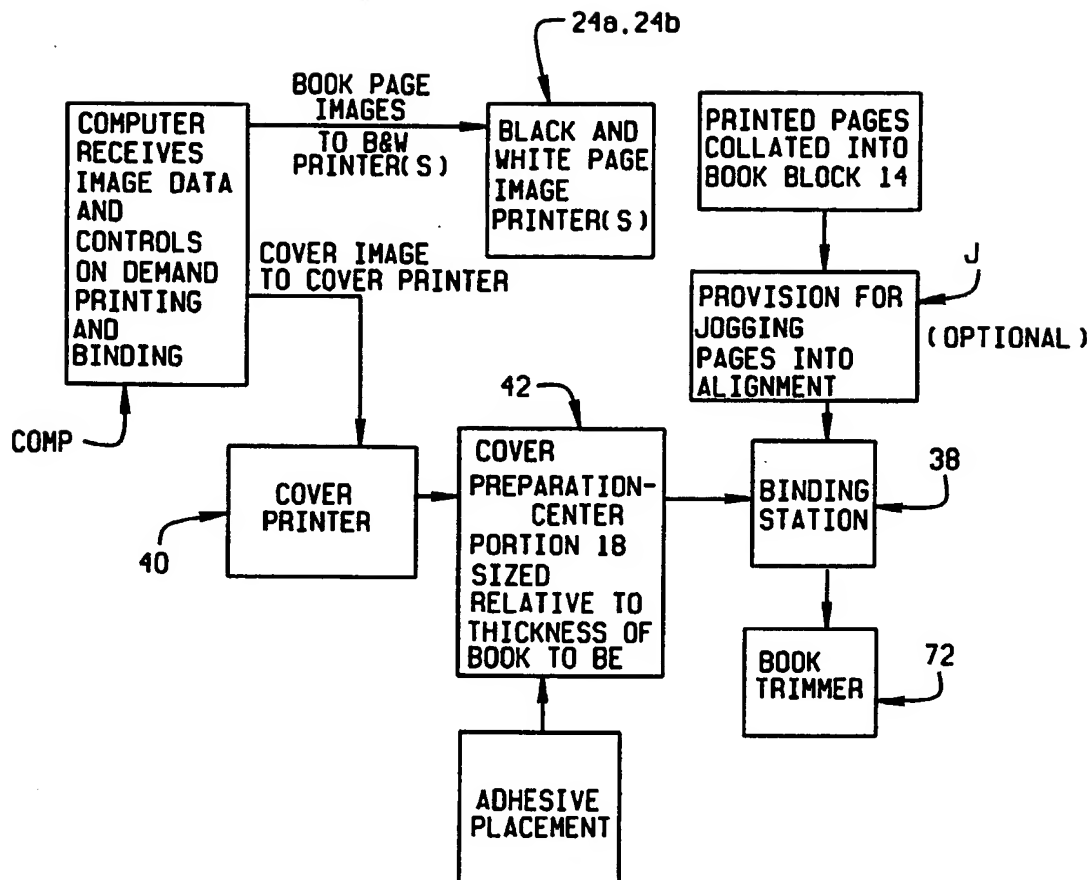 24a,24b
BOOK PAGE
IMAGES
TO B&W
PRINTER(S)
COMPUTER
RECEIVES
IMAGE DATA
AND
CONTROLS
ON DEMAND
PRINTING
AND
BINDING
BLACK AND
WHITE PAGE
IMAGE
PRINTER(S)
PRINTED PAGES
COLLATED INTO
BOOK BLOCK 14
COVER IMAGE
TO COVER PRINTER
J
PROVISION FOR
JOGGING
PAGES INTO
ALIGNMENT
(OPTIONAL)
COMP
42
COVER
PRINTER
40
COVER
PREPARATION-
CENTER
PORTION 18
SIZED
RELATIVE TO
THICKNESS OF
BOOK TO BE
BINDING
STATION
38
BOOK
TRIMMER
72
ADHESIVE
PLACEMENT